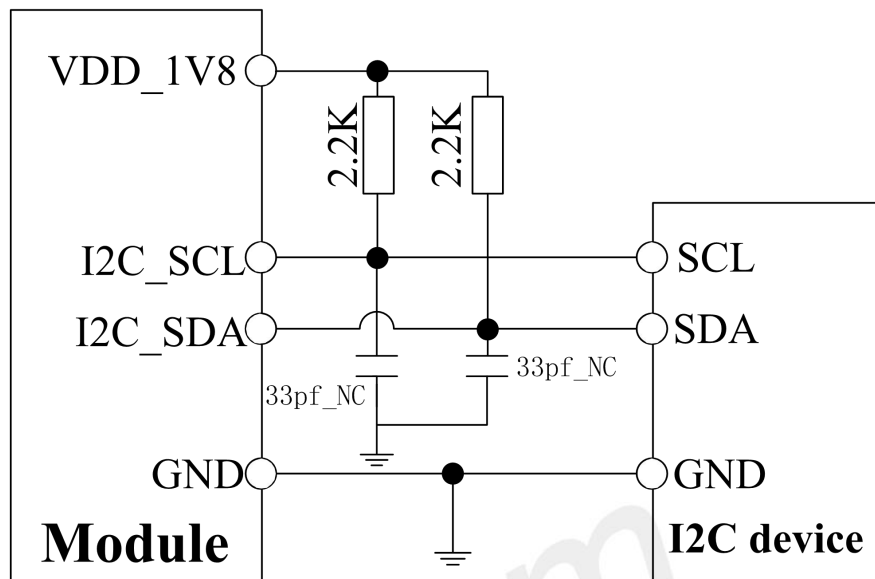 VDD_1V8
2.2K
2.2K
I2C_SCL
SCL
I2C_SDA
SDA
33pf_NC
33pf_NC
GND
GND
Module
I2C device